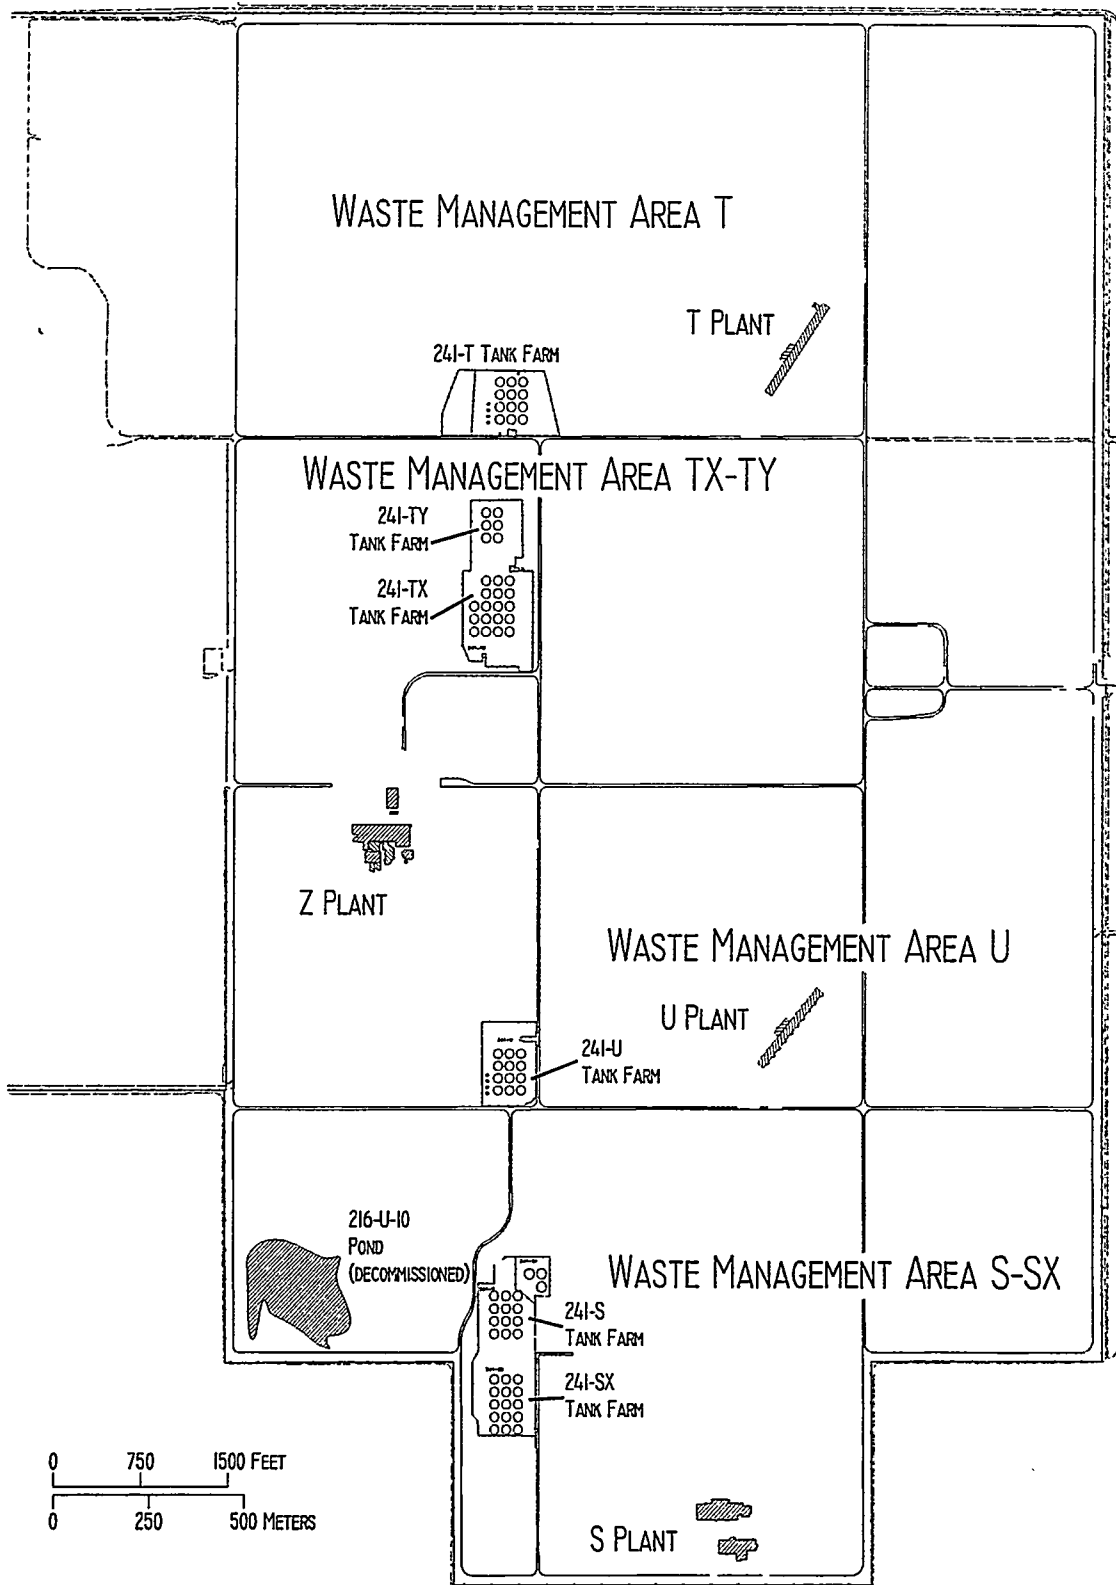 WASTE MANAGEMENT AREA T
T PLANT
241-T TANK FARM
WASTE MANAGEMENT AREA TX-TY
241-TY
TANK FARM
241-TX
TANK FARM
Z PLANT
WASTE MANAGEMENT AREA U
U PLANT
241-U
TANK FARM
216-U-10
POND
(DECOMMISSIONED)
WASTE MANAGEMENT AREA S-SX
241-S
TANK FARM
241-SX
TANK FARM
0 750 1500 FEET
0 250 500 METERS
S PLANT